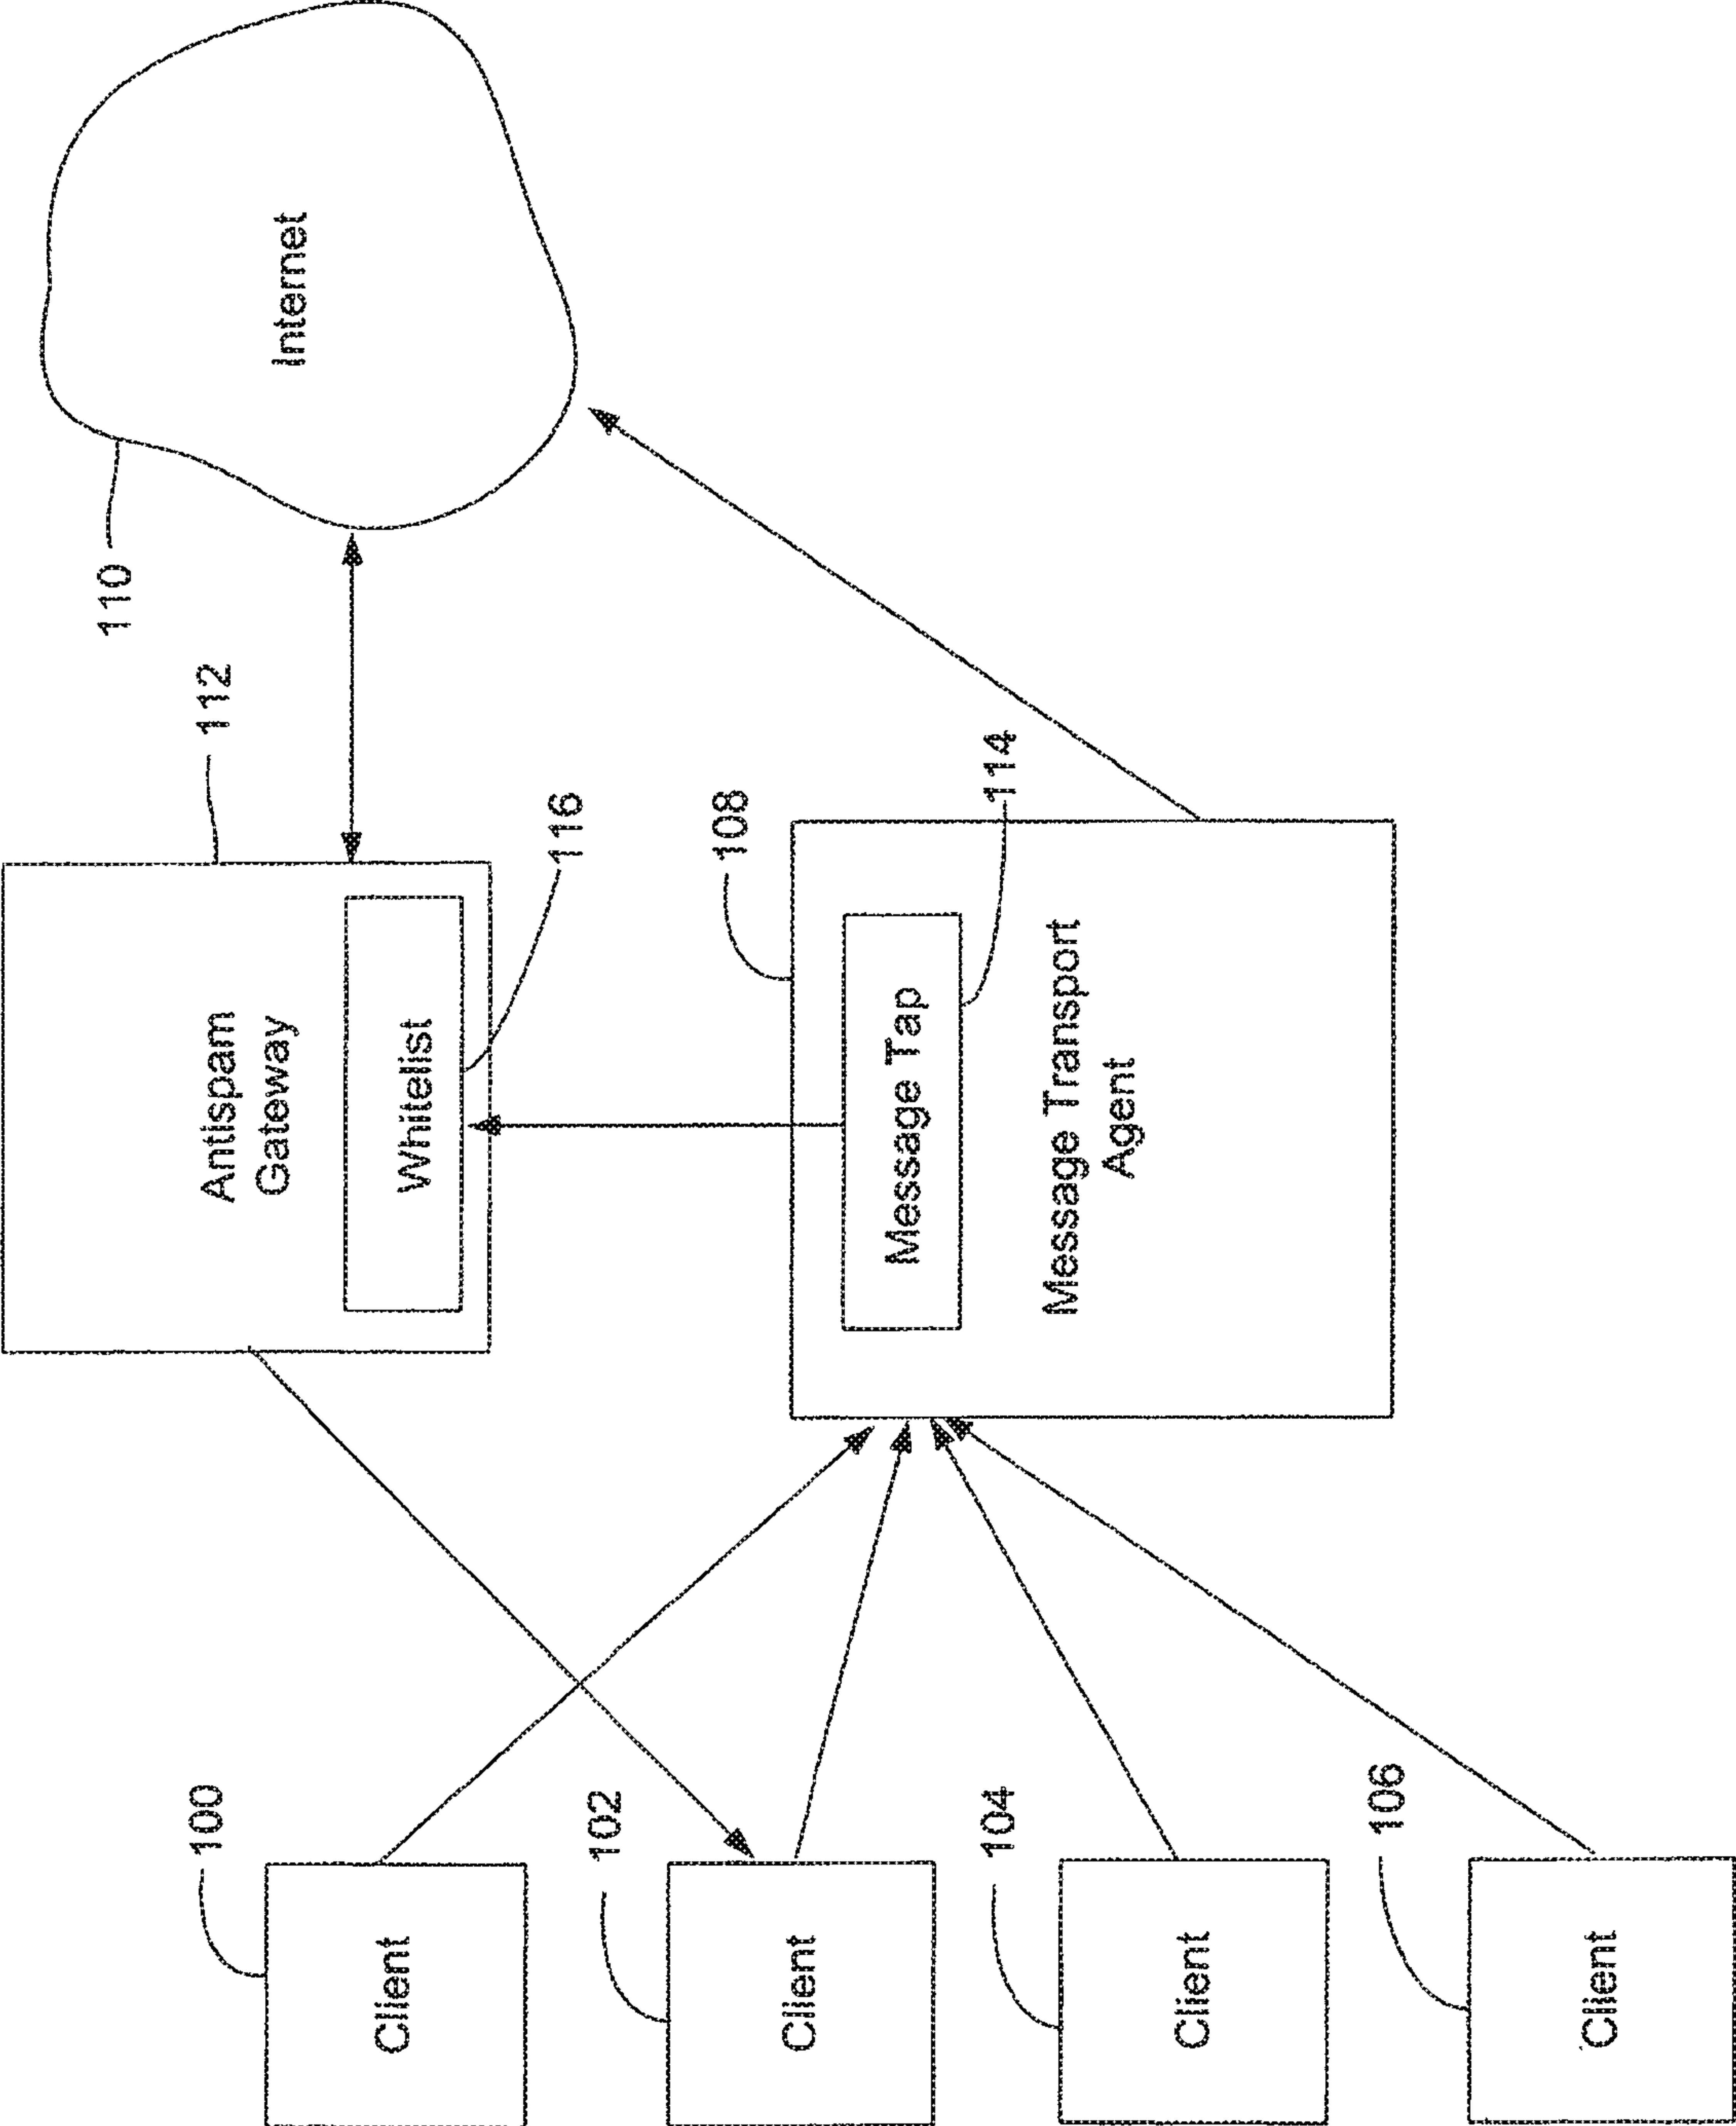 100
Client
102
Client
104
Client
106
Client
112
Antispam
Gateway
Whitelist
116
108
Message Tap
114
Message Transport
Agent
110
Internet